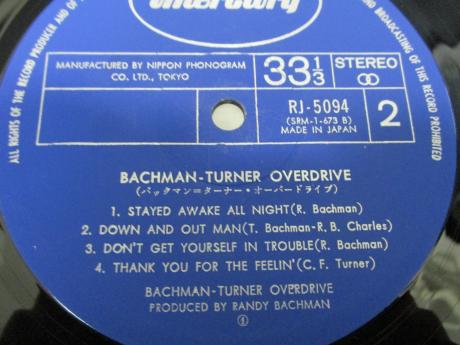 mercury
MANUFACTURED BY NIPPON PHONOGRAM
CO. LTD., TOKYO
33 1/3
STEREO
RJ-5094
(SRM-1-673 B)
MADE IN JAPAN
2
ALL RIGHTS OF THE RECORD PRODUCER AND OF
BROADCASTING OF THIS RECORD PROHIBITED
BACHMAN-TURNER OVERDRIVE
(バックマン=ターナー・オーバードライブ)
1. STAYED AWAKE ALL NIGHT(R. Bachman)
2. DOWN AND OUT MAN(T. Bachman-R. B. Charles)
3. DON'T GET YOURSELF IN TROUBLE(R. Bachman)
4. THANK YOU FOR THE FEELIN'(C. F. Turner)
BACHMAN-TURNER OVERDRIVE
PRODUCED BY RANDY BACHMAN